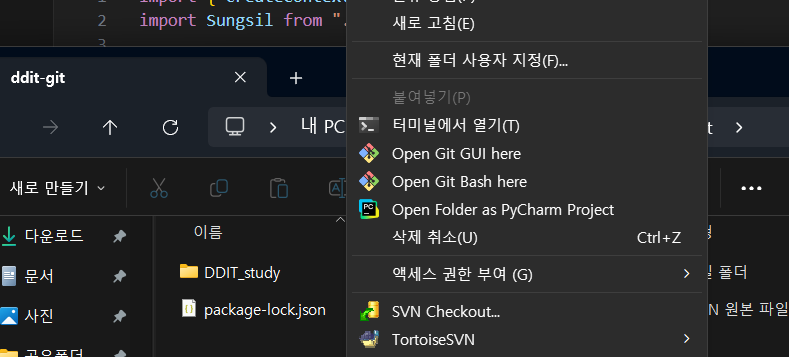 1
2 import Sungsil from ".
3
새로 고침(E)
현재 폴더 사용자 지정(F)...
ddit-git
붙여넣기(P)
내 PC
터미널에서 열기(T)
Open Git GUI here
Open Git Bash here
새로 만들기
Open Folder as PyCharm Project
삭제 취소(U) Ctrl+Z
이름
다운로드
DDIT_study
액세스 권한 부여 (G)
폴더
문서
package-lock.json
SVN Checkout...
원본 파일
사진
TortoiseSVN
공유폴더